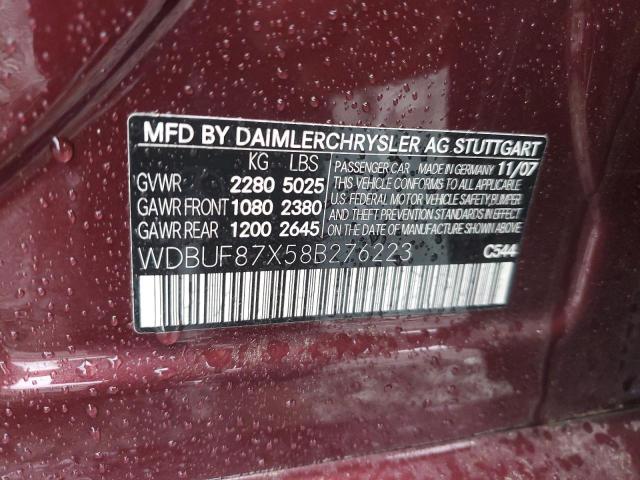 MFD BY DAIMLERCHRYSLER AG STUTTGART
KG LBS
GVWR 2280 5025
GAWR FRONT 1080 2380
GAWR REAR 1200 2645
PASSENGER CAR MADE IN GERMANY 11/07
THIS VEHICLE CONFORMS TO ALL APPLICABLE
U.S. FEDERAL MOTOR VEHICLE SAFETY, BUMPER
AND THEFT PREVENTION STANDARDS IN EFFECT
ON THE DATE OF MANUFACTURE SHOWN ABOVE
WDBUF87X58B276223 C544